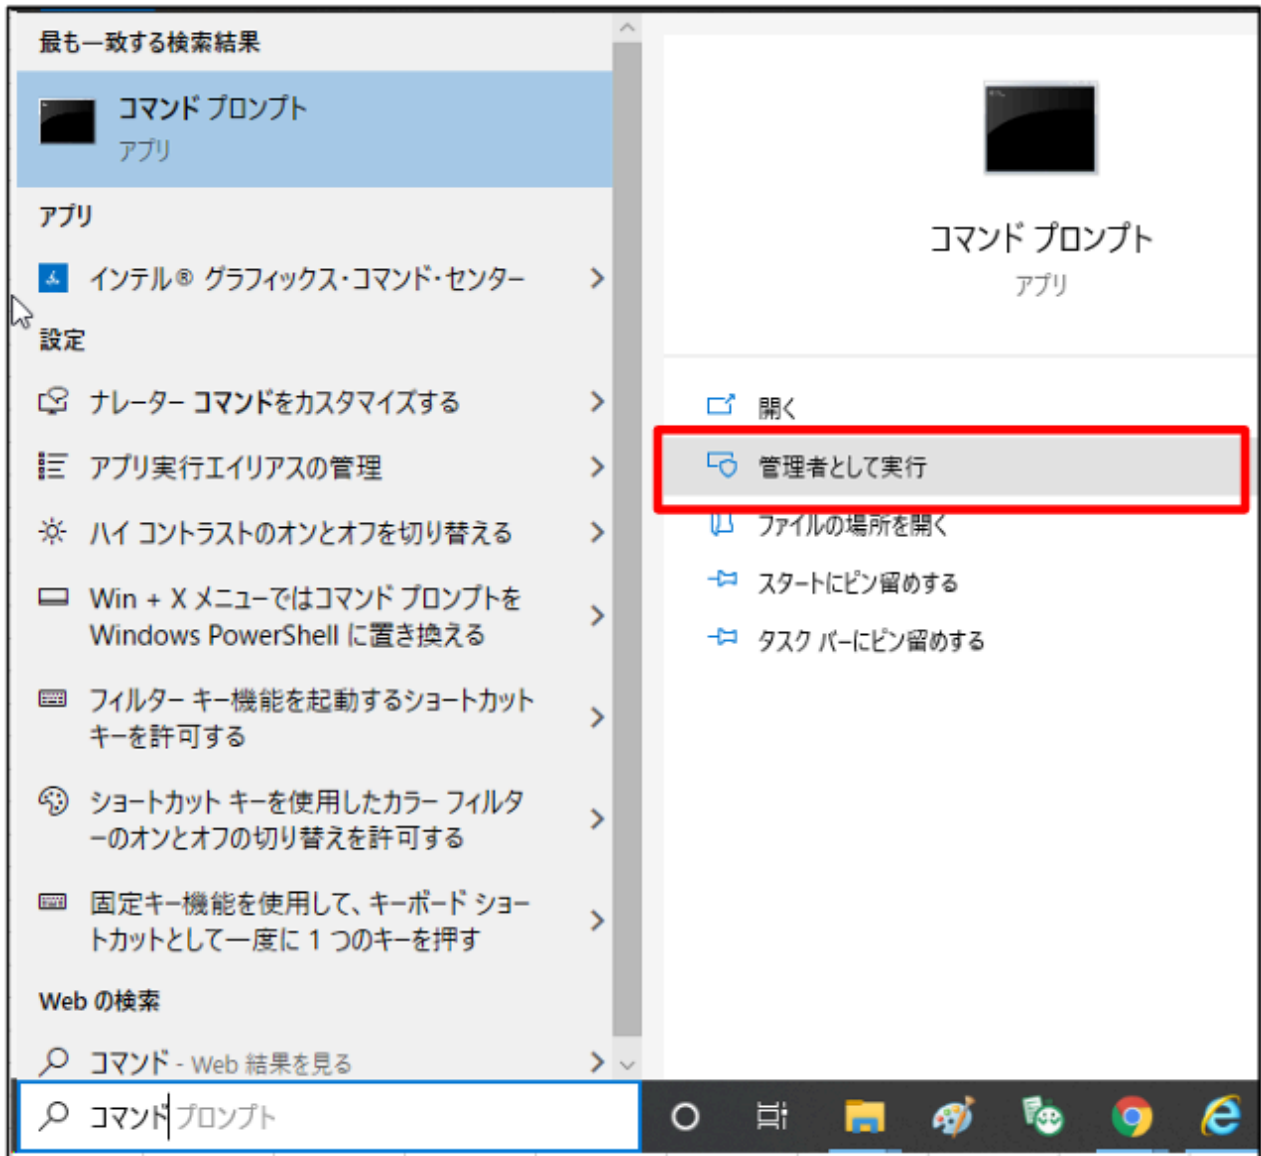 最も一致する検索結果
コマンド プロンプト
アプリ
アプリ
インテル® グラフィックス・コマンド・センター
設定
ナレーター コマンドをカスタマイズする
アプリ実行エイリアスの管理
ハイ コントラストのオンとオフを切り替える
Win + X メニューではコマンド プロンプトを
Windows PowerShell に置き換える
フィルター キー機能を起動するショートカット
キーを許可する
ショートカット キーを使用したカラー フィルタ
ーのオンとオフの切り替えを許可する
固定キー機能を使用して、キーボード ショー
トカットとして一度に 1 つのキーを押す
Web の検索
コマンド - Web 結果を見る
コマンド プロンプト
コマンド プロンプト
アプリ
開く
管理者として実行
ファイルの場所を開く
スタートにピン留めする
タスク バーにピン留めする